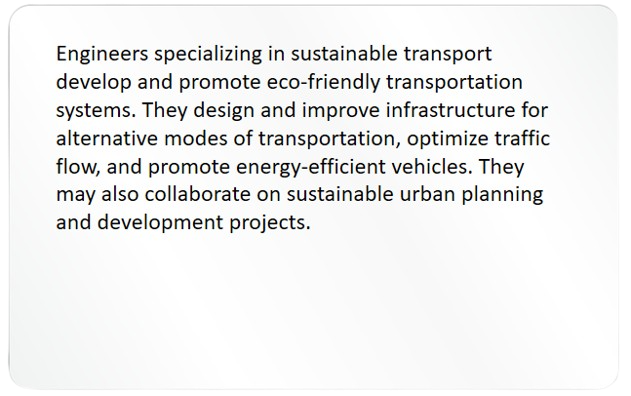 Engineers specializing in sustainable transport
develop and promote eco-friendly transportation
systems. They design and improve infrastructure for
alternative modes of transportation, optimize traffic
flow, and promote energy-efficient vehicles. They
may also collaborate on sustainable urban planning
and development projects.